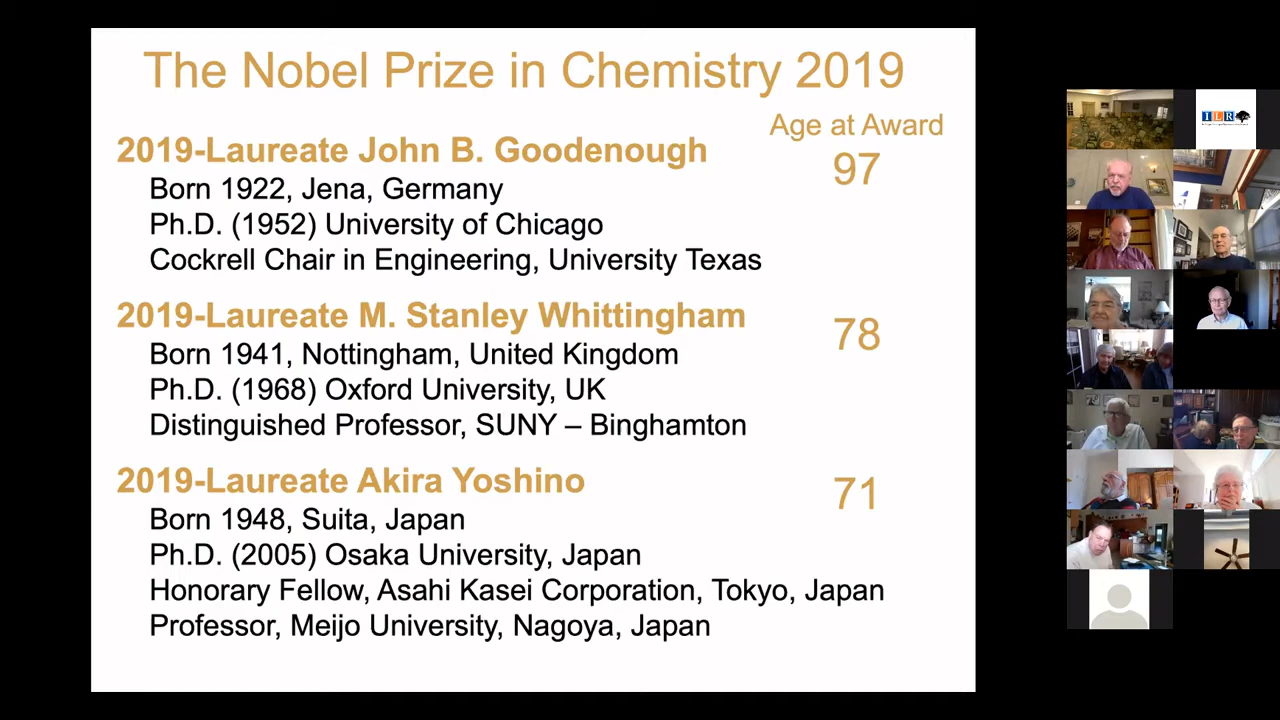 The Nobel Prize in Chemistry 2019
Age at Award
2019-Laureate John B. Goodenough
97
Born 1922, Jena, Germany
Ph.D. (1952) University of Chicago
Cockrell Chair in Engineering, University Texas
2019-Laureate M. Stanley Whittingham
78
Born 1941, Nottingham, United Kingdom
Ph.D. (1968) Oxford University, UK
Distinguished Professor, SUNY – Binghamton
2019-Laureate Akira Yoshino
71
Born 1948, Suita, Japan
Ph.D. (2005) Osaka University, Japan
Honorary Fellow, Asahi Kasei Corporation, Tokyo, Japan
Professor, Meijo University, Nagoya, Japan
ILR